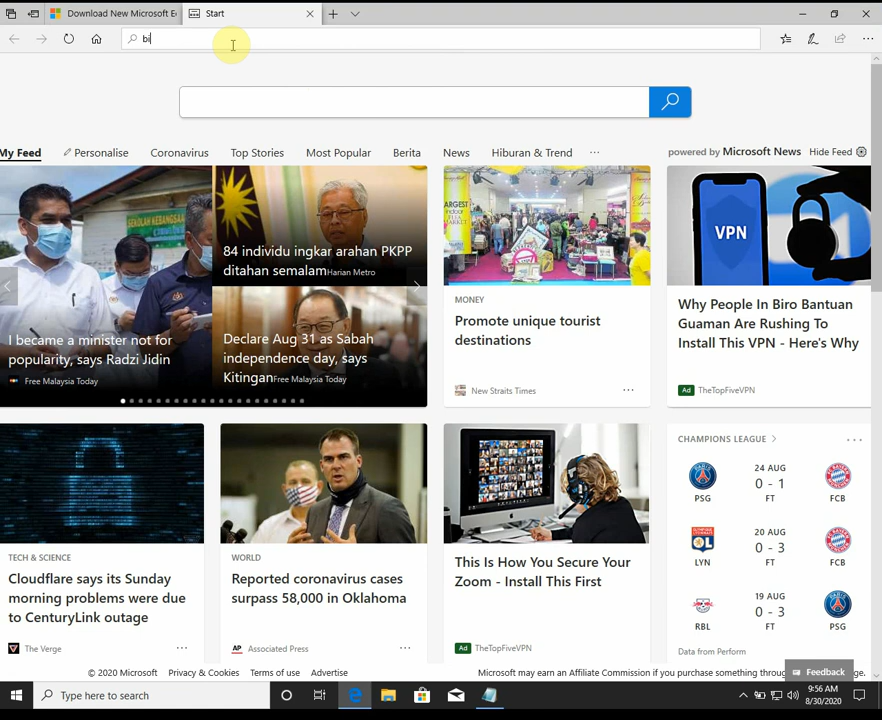 Download New Microsoft E
Start
bi
My Feed
Personalise
Coronavirus
Top Stories
Most Popular
Berita
News
Hiburan & Trend
powered by Microsoft News
Hide Feed
SEKOLAH KEBANGSA
I became a minister not for
popularity, says Radzi Jidin
Free Malaysia Today
84 individu ingkar arahan PKPP
ditahan semalam Harian Metro
Declare Aug 31 as Sabah
independence day, says
Kitingan Free Malaysia Today
LARGEST
MONEY
Promote unique tourist
destinations
New Straits Times
VPN
Why People In Biro Bantuan
Guaman Are Rushing To
Install This VPN - Here's Why
Ad TheTopFiveVPN
TECH & SCIENCE
Cloudflare says its Sunday
morning problems were due
to CenturyLink outage
The Verge
WORLD
Reported coronavirus cases
surpass 58,000 in Oklahoma
AP Associated Press
This Is How You Secure Your
Zoom - Install This First
Ad TheTopFiveVPN
CHAMPIONS LEAGUE
24 AUG
PSG 0 - 1 FCB
FT
20 AUG
LYN 0 - 3 FCB
FT
19 AUG
RBL 0 - 3 PSG
FT
Data from Perform
© 2020 Microsoft
Privacy & Cookies
Terms of use
Advertise
Microsoft may earn an Affiliate Commission if you purchase something throu
Feedback
Type here to search
9:56 AM
8/30/2020